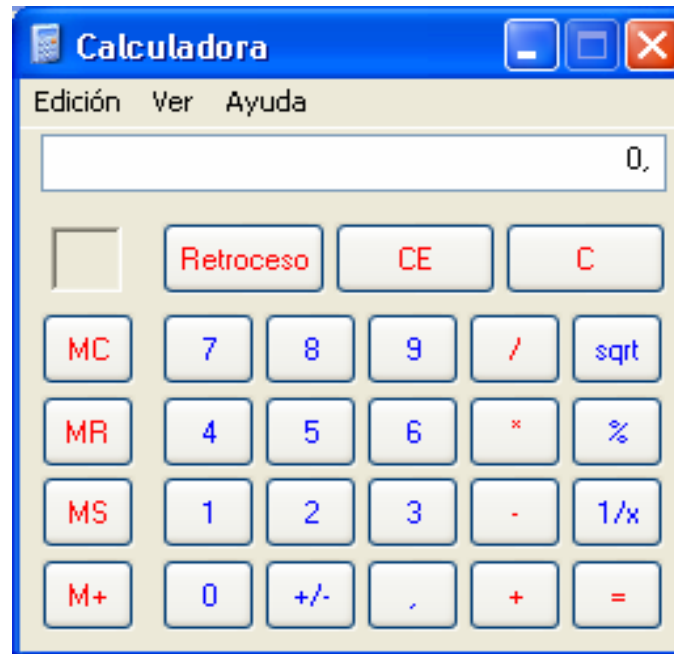 Calculadora
Edición Ver Ayuda
0,
Retroceso CE C
MC 7 8 9 / sqrt
MR 4 5 6 * %
MS 1 2 3 - 1/x
M+ 0 +/- , + =